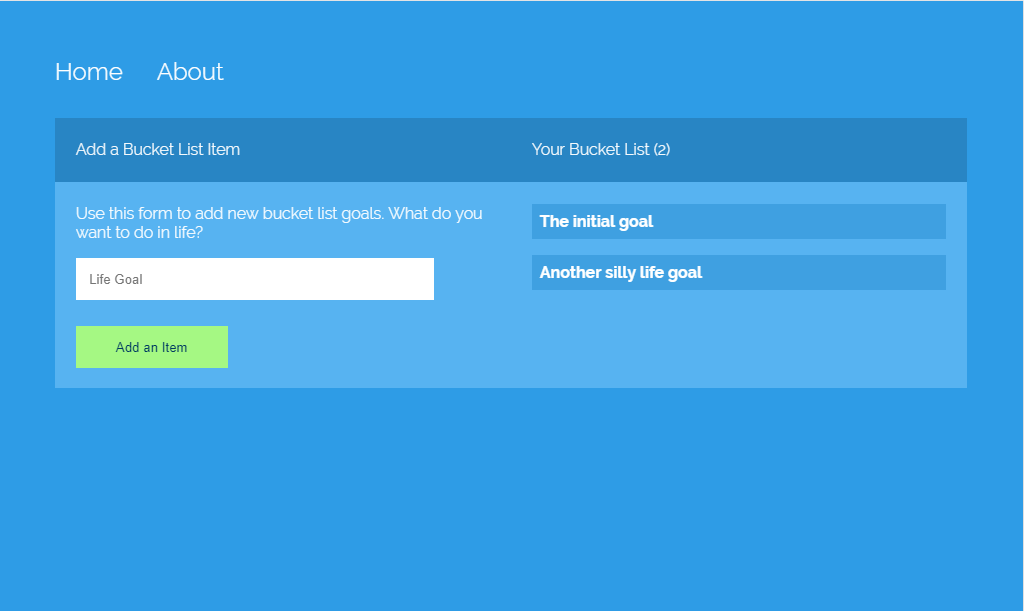 Home About
Add a Bucket List Item
Your Bucket List (2)
Use this form to add new bucket list goals. What do you
want to do in life?
Life Goal
Add an Item
The initial goal
Another silly life goal